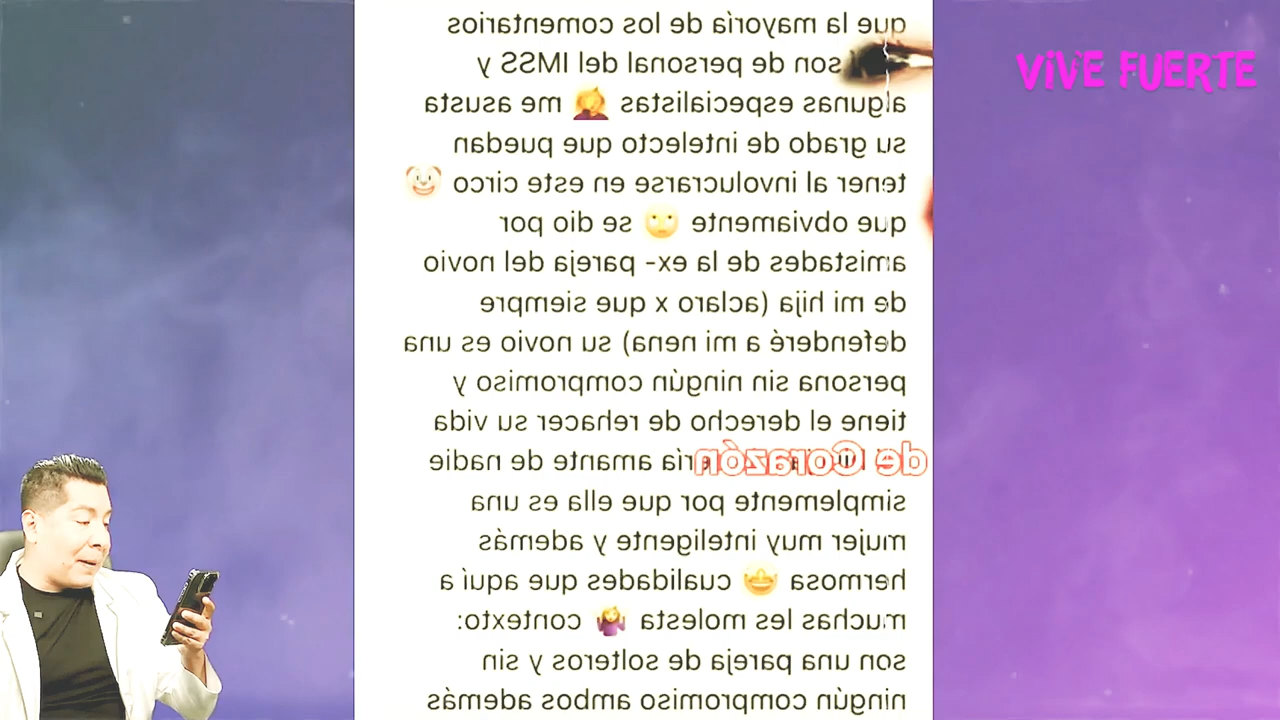 que la mayoría de los comentarios
son de personal del IMSS y
algunas especialistas 🤦‍♀️ me asusta
su grado de intelecto que puedan
tener al involucrarse en este circo 🤡
que obviamente 🙄 se dio por
amistades de la ex- pareja del novio
de mi hija (aclaro x que siempre
defenderé a mi nena) su novio es una
persona sin ningún compromiso y
tiene el derecho de rehacer su vida
amante de nadie
de Corazón
simplemente por que ella es una
mujer muy inteligente y además
hermosa 🤩 cualidades que aquí a
muchas les molesta 🤷‍♀️ contexto:
son una pareja de solteros y sin
ningún compromiso ambos además
VIVE FUERTE